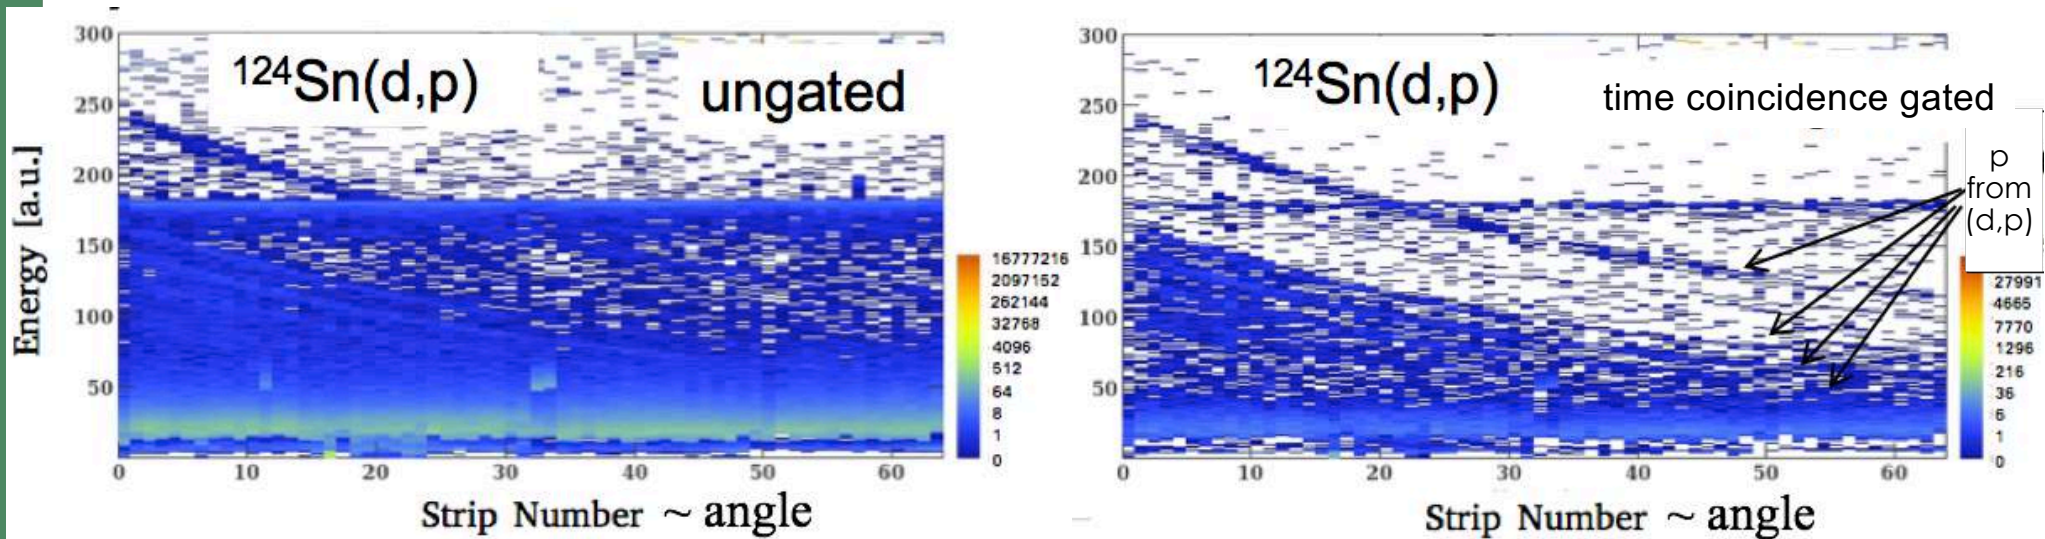 300
250
200
150
100
50
Energy [a.u.]
¹²⁴Sn(d,p)
ungated
0 10 20 30 40 50 60
Strip Number ~ angle
16777216
2097152
262144
32768
4096
512
64
8
1
0
300
250
200
150
100
50
¹²⁴Sn(d,p)
time coincidence gated
p
from
(d,p)
0 10 20 30 40 50 60
Strip Number ~ angle
27991
4665
7770
1296
216
36
6
1
0